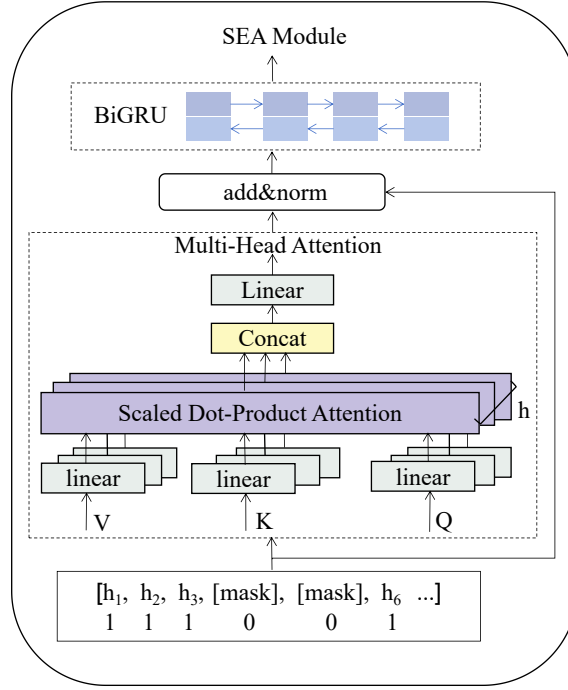 SEA Module
BiGRU
add&norm
Multi-Head Attention
Linear
Concat
Scaled Dot-Product Attention
h
linear linear linear
V K Q
[h₁, h₂, h₃, [mask], [mask], h₆ ...]
1 1 1 0 0 1